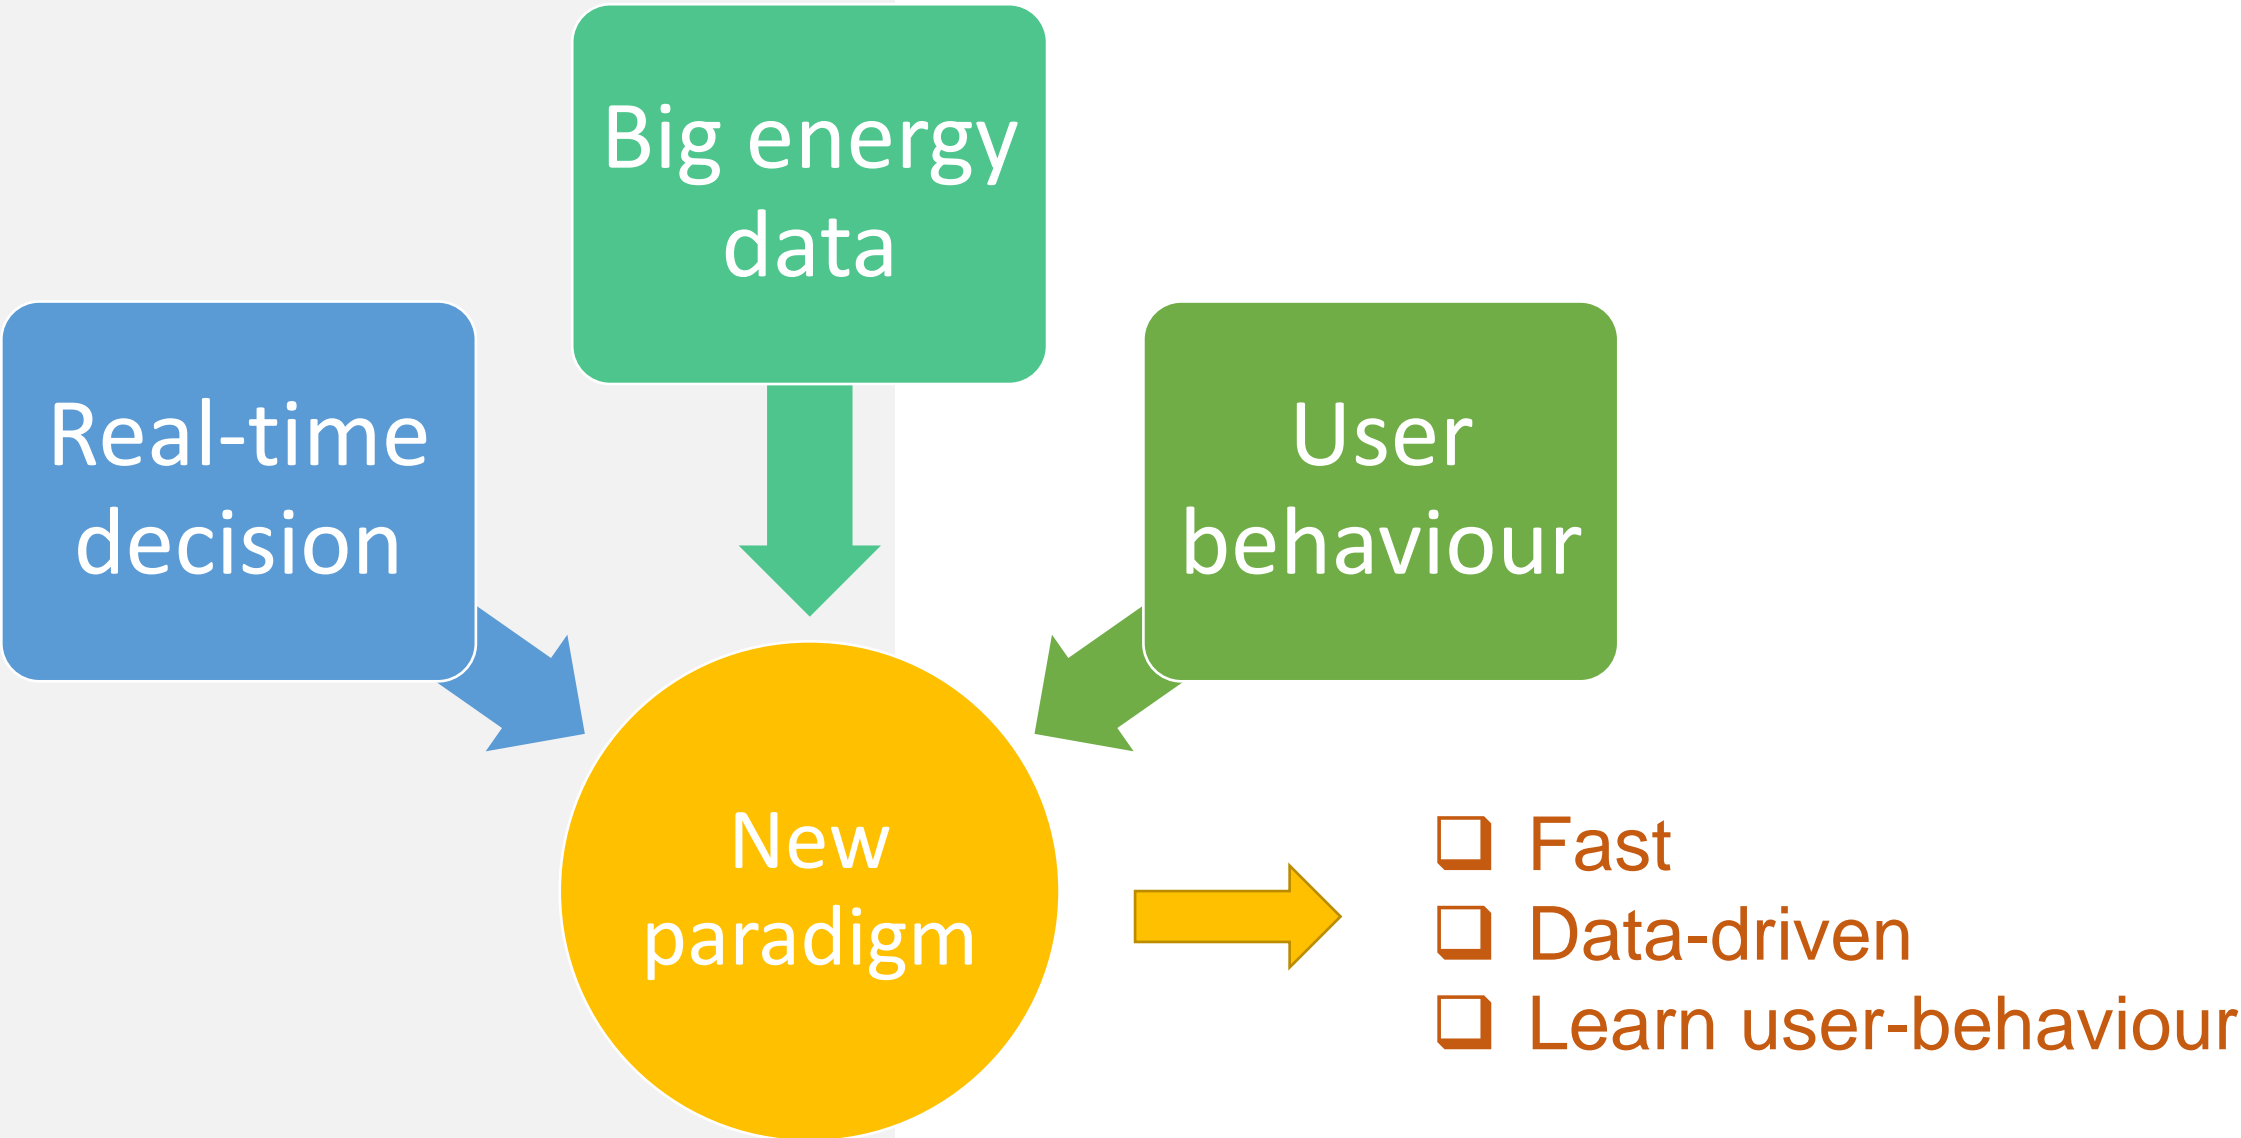 Big energy
data
Real-time
decision
User
behaviour
New
paradigm
Fast
Data-driven
Learn user-behaviour